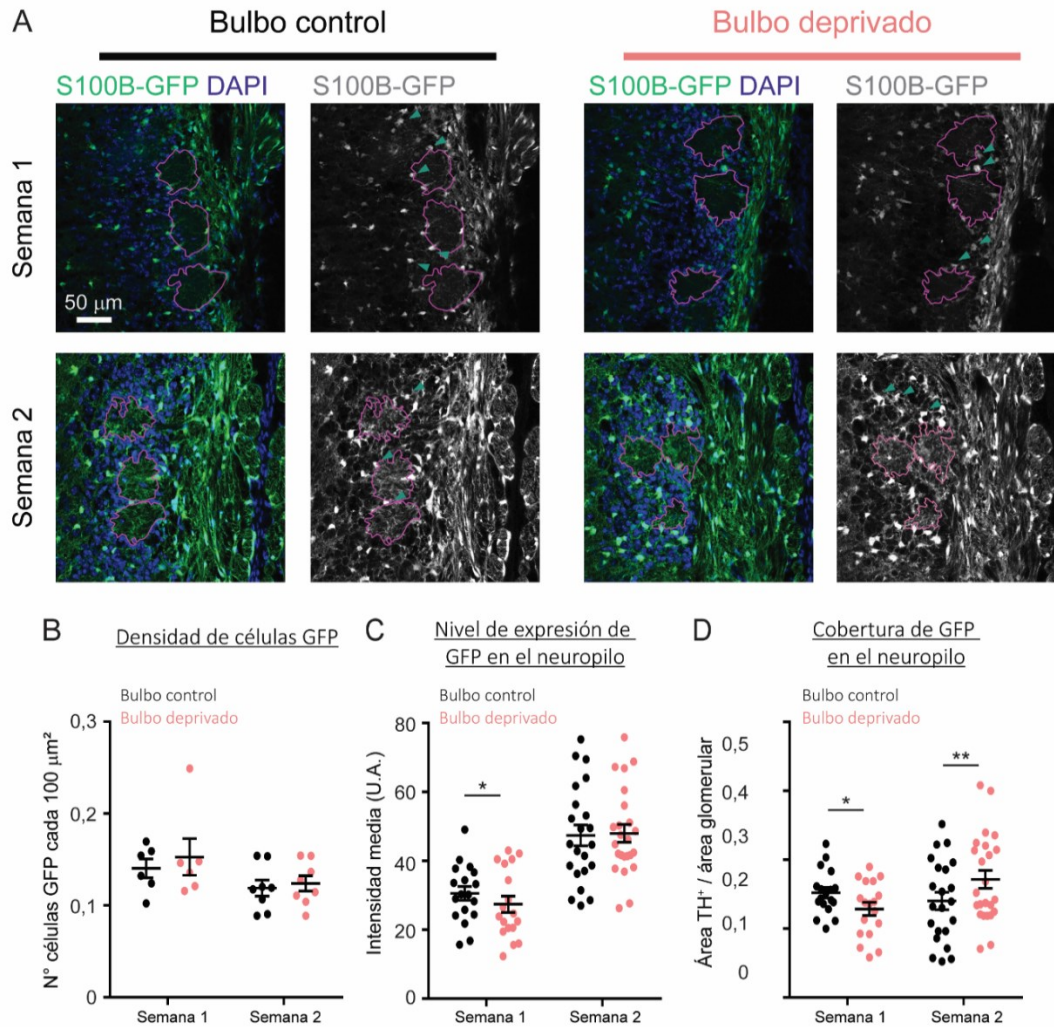 A
Bulbo control
Bulbo deprivado
S100B-GFP DAPI
S100B-GFP
S100B-GFP DAPI
S100B-GFP
Semana 1
50 µm
Semana 2
B
Densidad de células GFP
Bulbo control
Bulbo deprivado
N° células GFP cada 100 µm²
0,3
0,2
0,1
0
Semana 1
Semana 2
C
Nivel de expresión de
GFP en el neuropilo
Bulbo control
Bulbo deprivado
Intensidad media (U.A.)
80
60
40
20
0
*
Semana 1
Semana 2
D
Cobertura de GFP
en el neuropilo
Bulbo control
Bulbo deprivado
Área TH⁺ / área glomerular
0,5
0,4
0,3
0,2
0,1
0
*
**
Semana 1
Semana 2